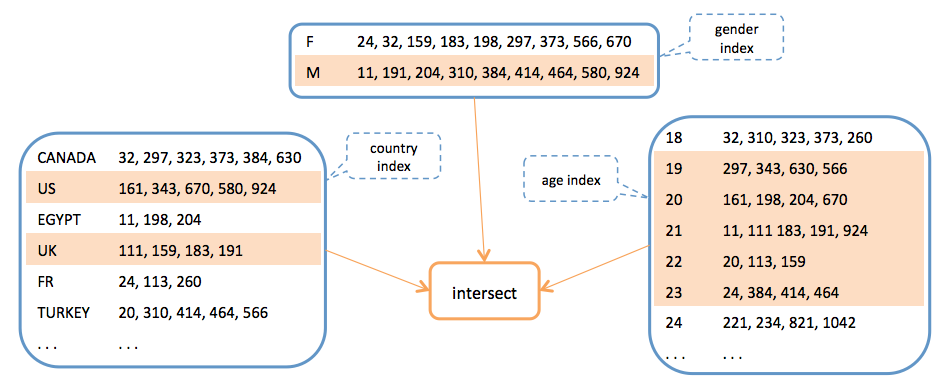 F 24, 32, 159, 183, 198, 297, 373, 566, 670
M 11, 191, 204, 310, 384, 414, 464, 580, 924
gender
index
CANADA 32, 297, 323, 373, 384, 630
US 161, 343, 670, 580, 924
EGYPT 11, 198, 204
UK 111, 159, 183, 191
FR 24, 113, 260
TURKEY 20, 310, 414, 464, 566
. . . . . .
country
index
intersect
age index
18 32, 310, 323, 373, 260
19 297, 343, 630, 566
20 161, 198, 204, 670
21 11, 111 183, 191, 924
22 20, 113, 159
23 24, 384, 414, 464
24 221, 234, 821, 1042
. . . . . .